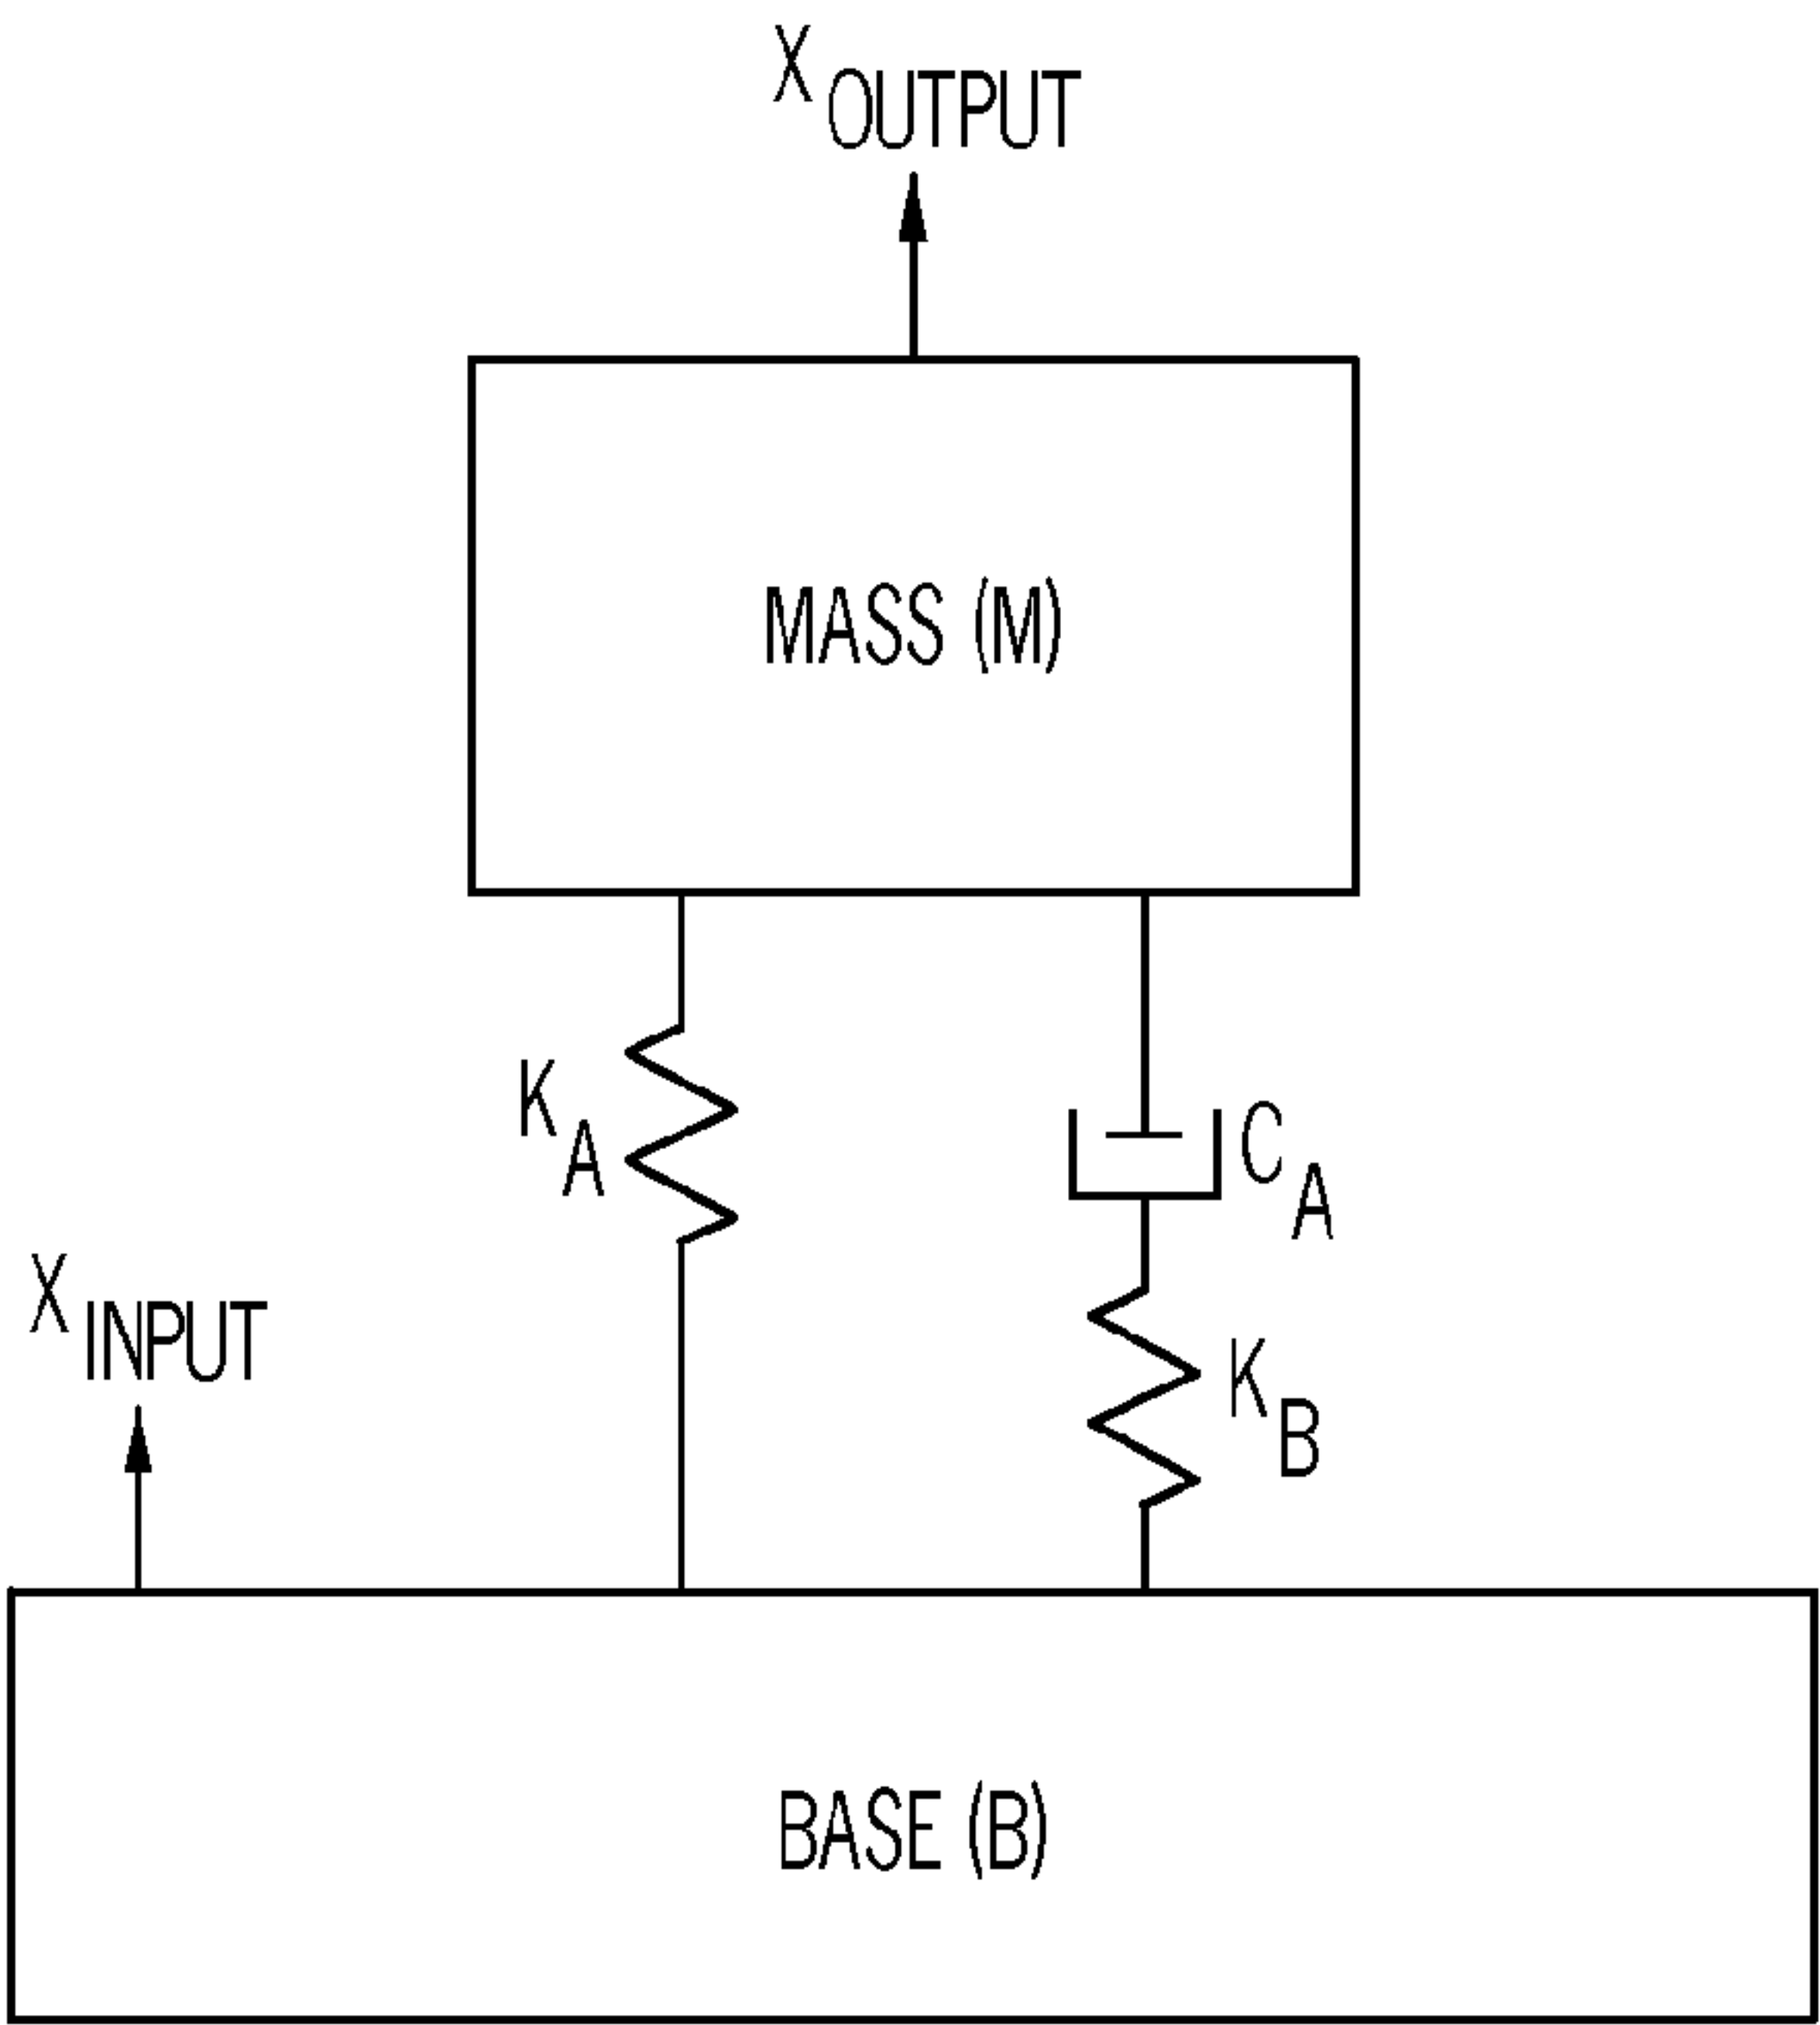 X OUTPUT
MASS (M)
K A
C A
X INPUT
K B
BASE (B)